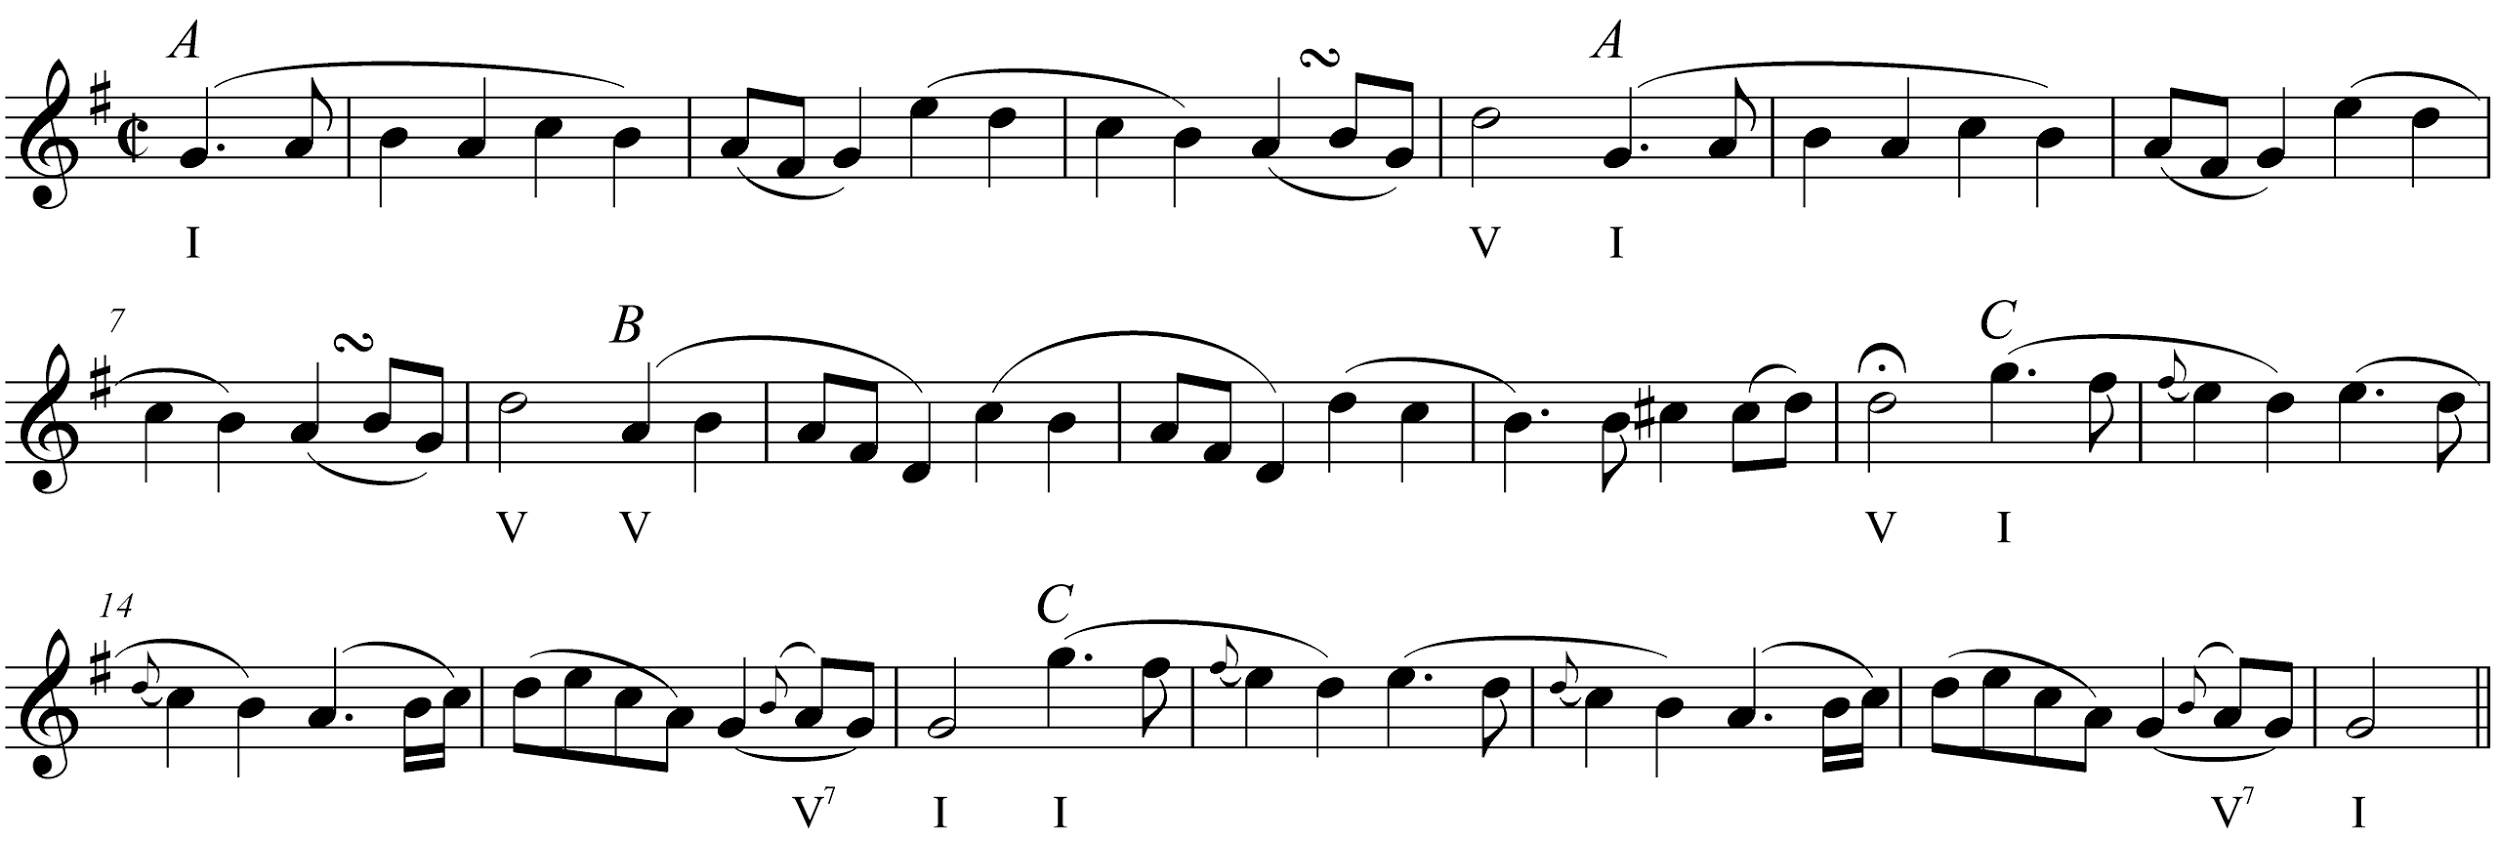 A A
I V I
7 B C
V V V I
14 C
V7 I I V7 I